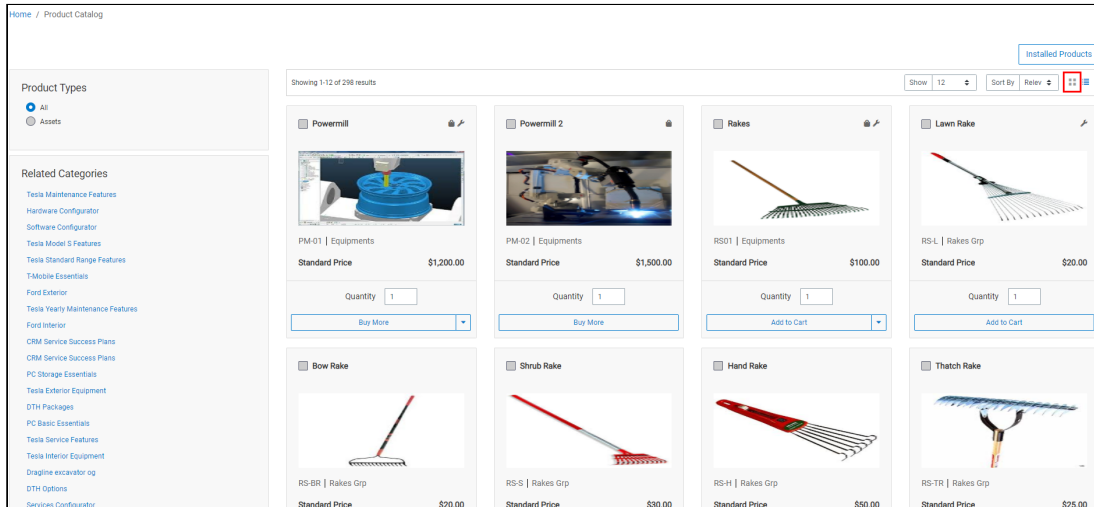 Home / Product Catalog
Installed Products
Product Types
All
Assets
Related Categories
Tesla Maintenance Features
Hardware Configurator
Software Configurator
Tesla Model S Features
Tesla Standard Range Features
T-Mobile Essentials
Ford Exterior
Tesla Yearly Maintenance Features
Ford Interior
CRM Service Success Plans
CRM Service Success Plans
PC Storage Essentials
Tesla Exterior Equipment
DTH Packages
PC Basic Essentials
Tesla Service Features
Tesla Interior Equipment
Dragline excavator og
DTH Options
Services Configurator
Showing 1-12 of 298 results
Show 12 Sort By Relev
Powermill
PM-01 | Equipments
Standard Price $1,200.00
Quantity 1
Buy More
Powermill 2
PM-02 | Equipments
Standard Price $1,500.00
Quantity 1
Buy More
Rakes
RS01 | Equipments
Standard Price $100.00
Quantity 1
Add to Cart
Lawn Rake
RS-L | Rakes Grp
Standard Price $20.00
Quantity 1
Add to Cart
Bow Rake
RS-BR | Rakes Grp
Standard Price $20.00
Shrub Rake
RS-S | Rakes Grp
Standard Price $30.00
Hand Rake
RS-H | Rakes Grp
Standard Price $50.00
Thatch Rake
RS-TR | Rakes Grp
Standard Price $25.00